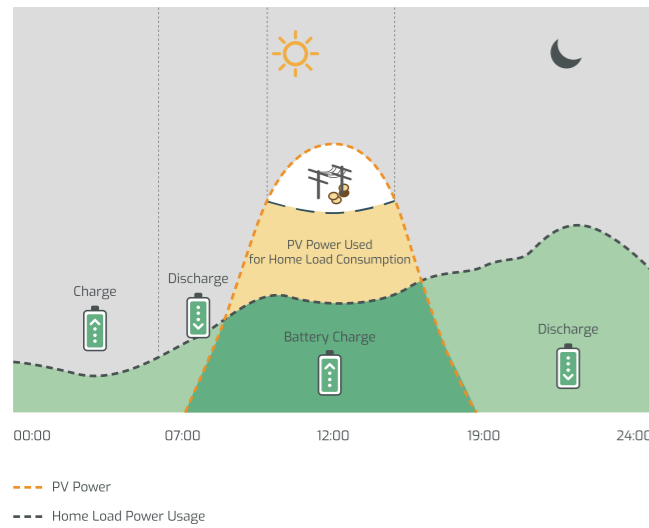 Charge
Discharge
PV Power Used
for Home Load Consumption
Battery Charge
Discharge
00:00
07:00
12:00
19:00
24:00
PV Power
Home Load Power Usage